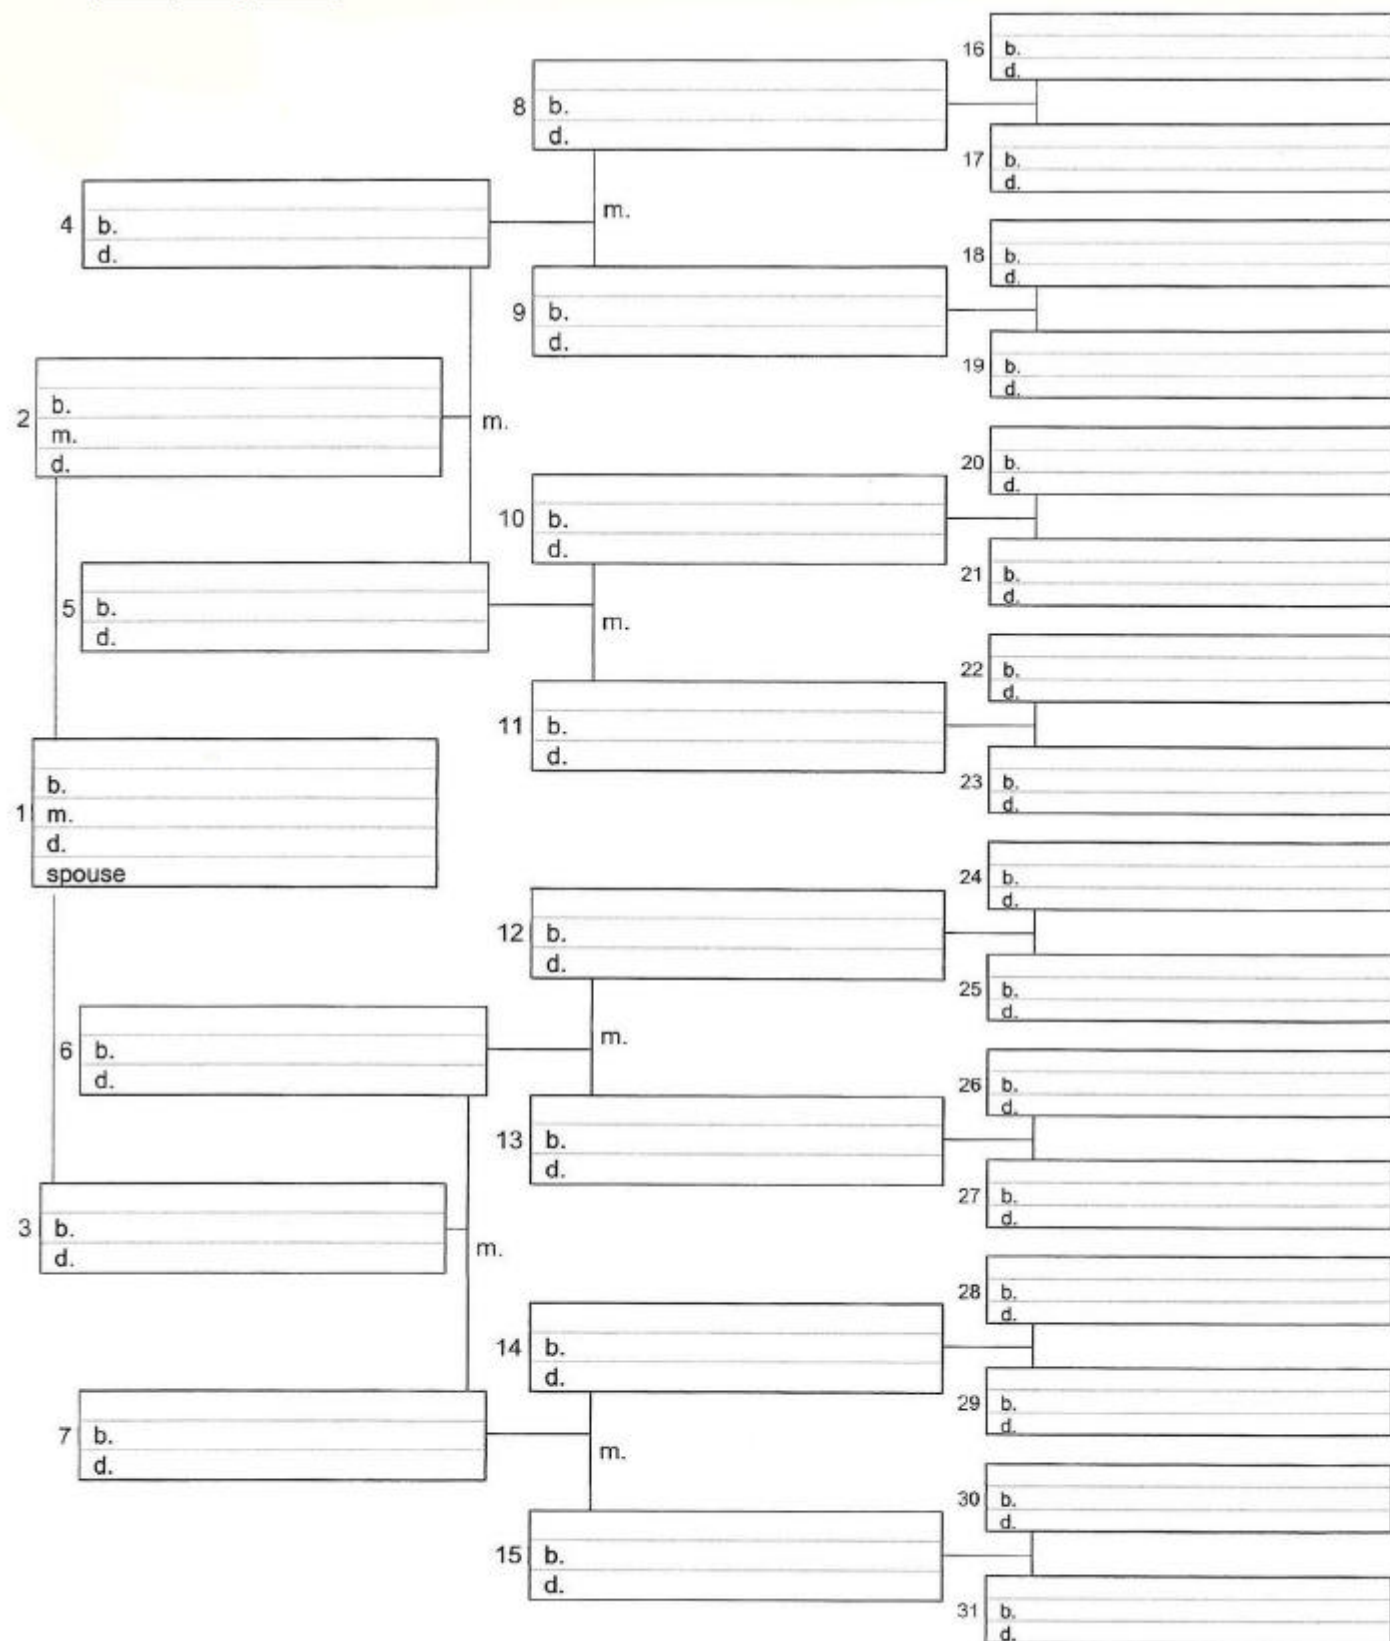 16
b.
d.
8
b.
d.
17
b.
d.
4
b.
d.
m.
18
b.
d.
9
b.
d.
19
b.
d.
2
b.
m.
d.
m.
20
b.
d.
10
b.
d.
21
b.
d.
5
b.
d.
m.
22
b.
d.
11
b.
d.
23
b.
d.
1
b.
m.
d.
spouse
24
b.
d.
12
b.
d.
25
b.
d.
6
b.
d.
m.
26
b.
d.
13
b.
d.
27
b.
d.
3
b.
d.
m.
28
b.
d.
14
b.
d.
29
b.
d.
7
b.
d.
m.
30
b.
d.
15
b.
d.
31
b.
d.